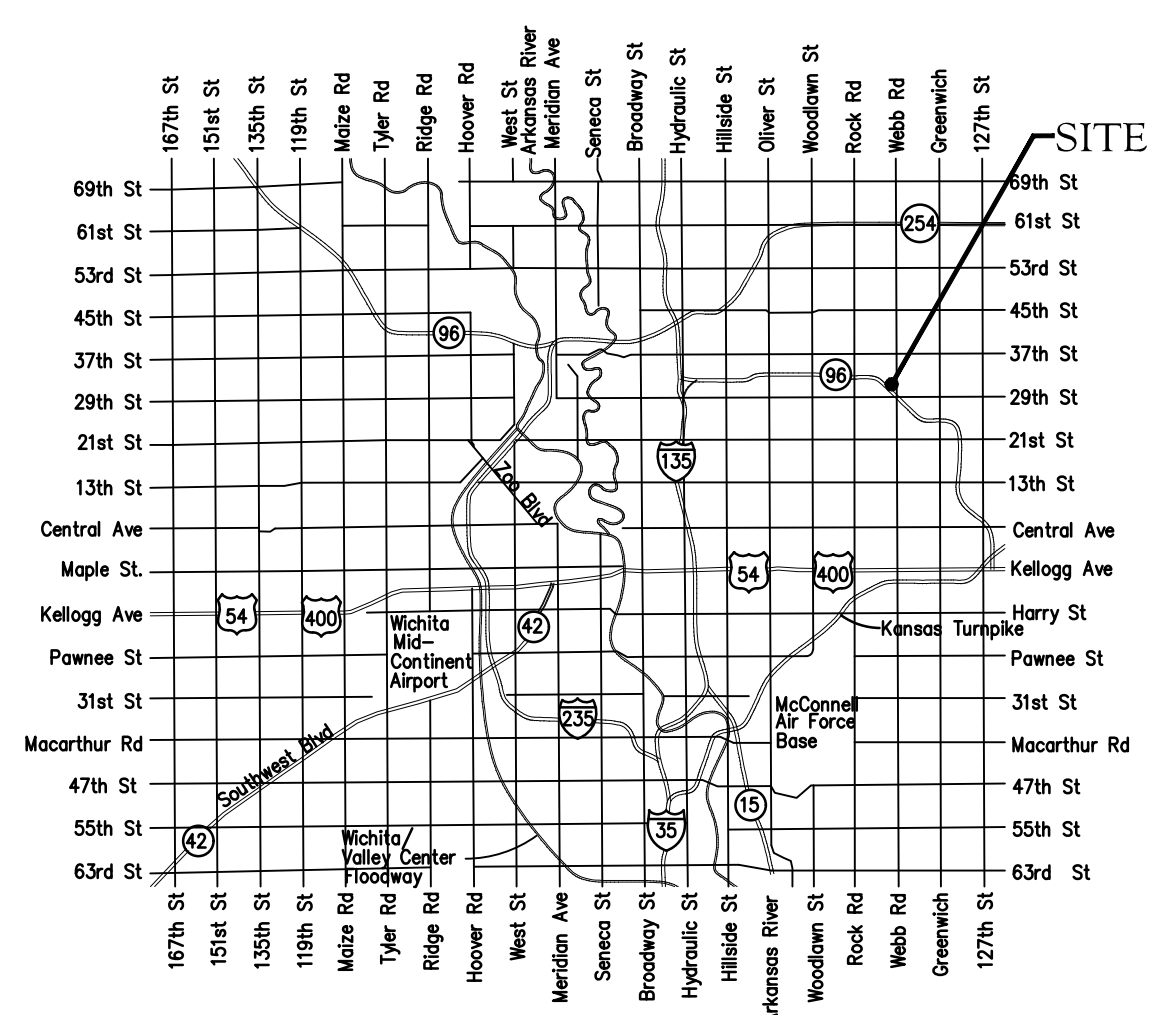 167th St
151st St
135th St
119th St
Maize Rd
Tyler Rd
Ridge Rd
Hoover Rd
West St
Arkansas River
Meridian Ave
Seneca St
Broadway St
Hydraulic St
Hillside St
Oliver St
Woodlawn St
Rock Rd
Webb Rd
Greenwich
127th St
SITE
69th St
69th St
61st St
254
61st St
53rd St
53rd St
45th St
45th St
96
37th St
37th St
96
29th St
29th St
21st St
21st St
135
13th St
Zoo Blvd
13th St
Central Ave
Central Ave
Maple St.
54
400
Kellogg Ave
Kellogg Ave
54
400
42
Harry St
Wichita
Mid-
Continent
Airport
Kansas Turnpike
Pawnee St
Pawnee St
31st St
31st St
235
McConnell
Air Force
Base
Macarthur Rd
Southwest Blvd
Macarthur Rd
47th St
47th St
15
55th St
42
35
55th St
Wichita/
Valley Center
Floodway
63rd St
63rd St
167th St
151st St
135th St
119th St
Maize Rd
Tyler Rd
Ridge Rd
Hoover Rd
West St
Meridian Ave
Seneca St
Broadway St
Hydraulic St
Hillside St
Arkansas River
Woodlawn St
Rock Rd
Webb Rd
Greenwich
127th St